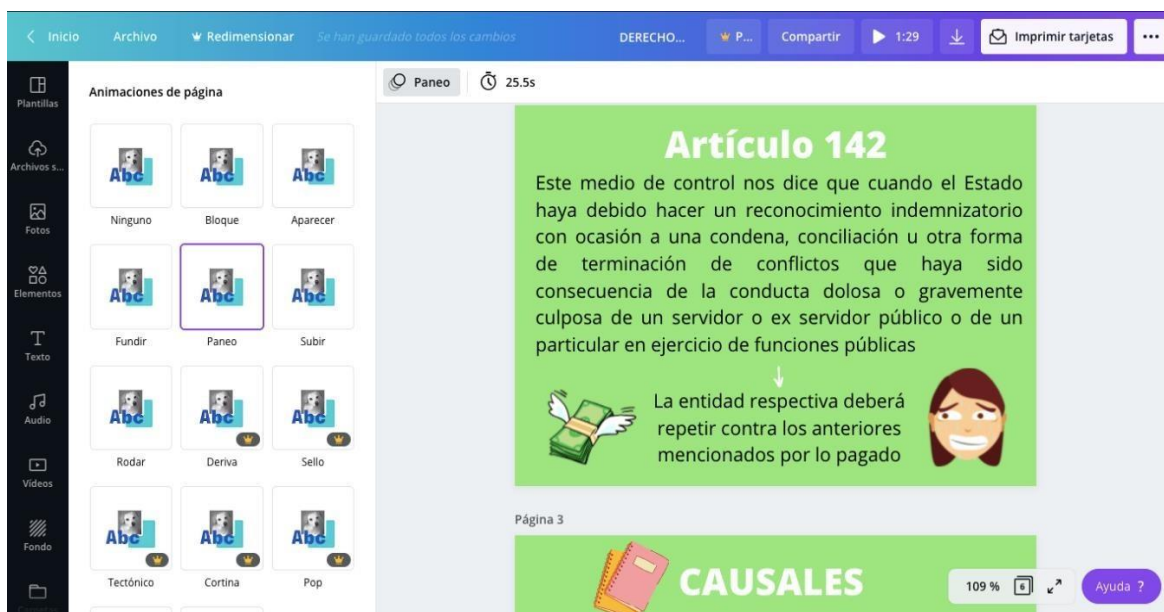 Inicio
Archivo
Redimensionar
Se han guardado todos los cambios
DERECHO...
P...
Compartir
1:29
Imprimir tarjetas
Plantillas
Archivos s...
Fotos
Elementos
Texto
Audio
Vídeos
Fondo
Animaciones de página
Abc
Abc
Abc
Ninguno
Bloque
Aparecer
Abc
Abc
Abc
Fundir
Paneo
Subir
Abc
Abc
Abc
Rodar
Deriva
Sello
Abc
Abc
Abc
Tectónico
Cortina
Pop
Paneo
25.5s
Artículo 142
Este medio de control nos dice que cuando el Estado
haya debido hacer un reconocimiento indemnizatorio
con ocasión a una condena, conciliación u otra forma
de terminación de conflictos que haya sido
consecuencia de la conducta dolosa o gravemente
culposa de un servidor o ex servidor público o de un
particular en ejercicio de funciones públicas
La entidad respectiva deberá
repetir contra los anteriores
mencionados por lo pagado
Página 3
CAUSALES
109 %
6
Ayuda ?